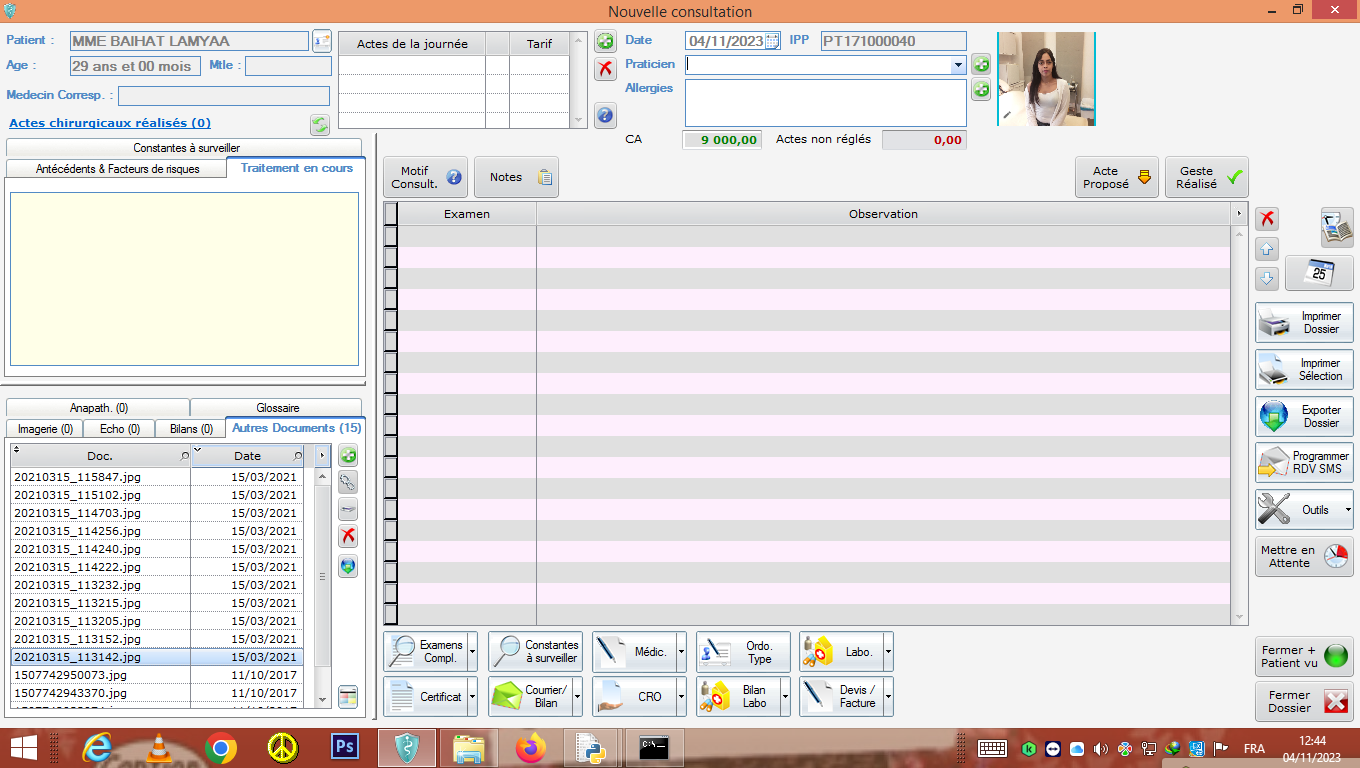 Nouvelle consultation
Patient : MME BAIHAT LAMYAA
Age : 29 ans et 00 mois Mtle :
Medecin Corresp. :
Actes chirurgicaux réalisés (0)
Actes de la journée Tarif
Date 04/11/2023 IPP PT171000040
Praticien
Allergies
CA 9 000,00 Actes non réglés 0,00
Constantes à surveiller
Antécédents & Facteurs de risques Traitement en cours
Motif
Consult.
Notes
Acte
Proposé
Geste
Réalisé
Examen Observation
25
Imprimer
Dossier
Imprimer
Sélection
Exporter
Dossier
Programmer
RDV SMS
Outils
Mettre en
Attente
Fermer +
Patient vu
Fermer
Dossier
Anapath. (0) Glossaire
Imagerie (0) Echo (0) Bilans (0) Autres Documents (15)
Doc. Date
20210315_115847.jpg 15/03/2021
20210315_115102.jpg 15/03/2021
20210315_114703.jpg 15/03/2021
20210315_114256.jpg 15/03/2021
20210315_114240.jpg 15/03/2021
20210315_114222.jpg 15/03/2021
20210315_113232.jpg 15/03/2021
20210315_113215.jpg 15/03/2021
20210315_113205.jpg 15/03/2021
20210315_113152.jpg 15/03/2021
20210315_113142.jpg 15/03/2021
1507742950073.jpg 11/10/2017
1507742943370.jpg 11/10/2017
Examens
Compl.
Constantes
à surveiller
Médic.
Ordo.
Type
Labo.
Certificat
Courrier/
Bilan
CRO
Bilan
Labo
Devis /
Facture
Ps
FRA
12:44
04/11/2023